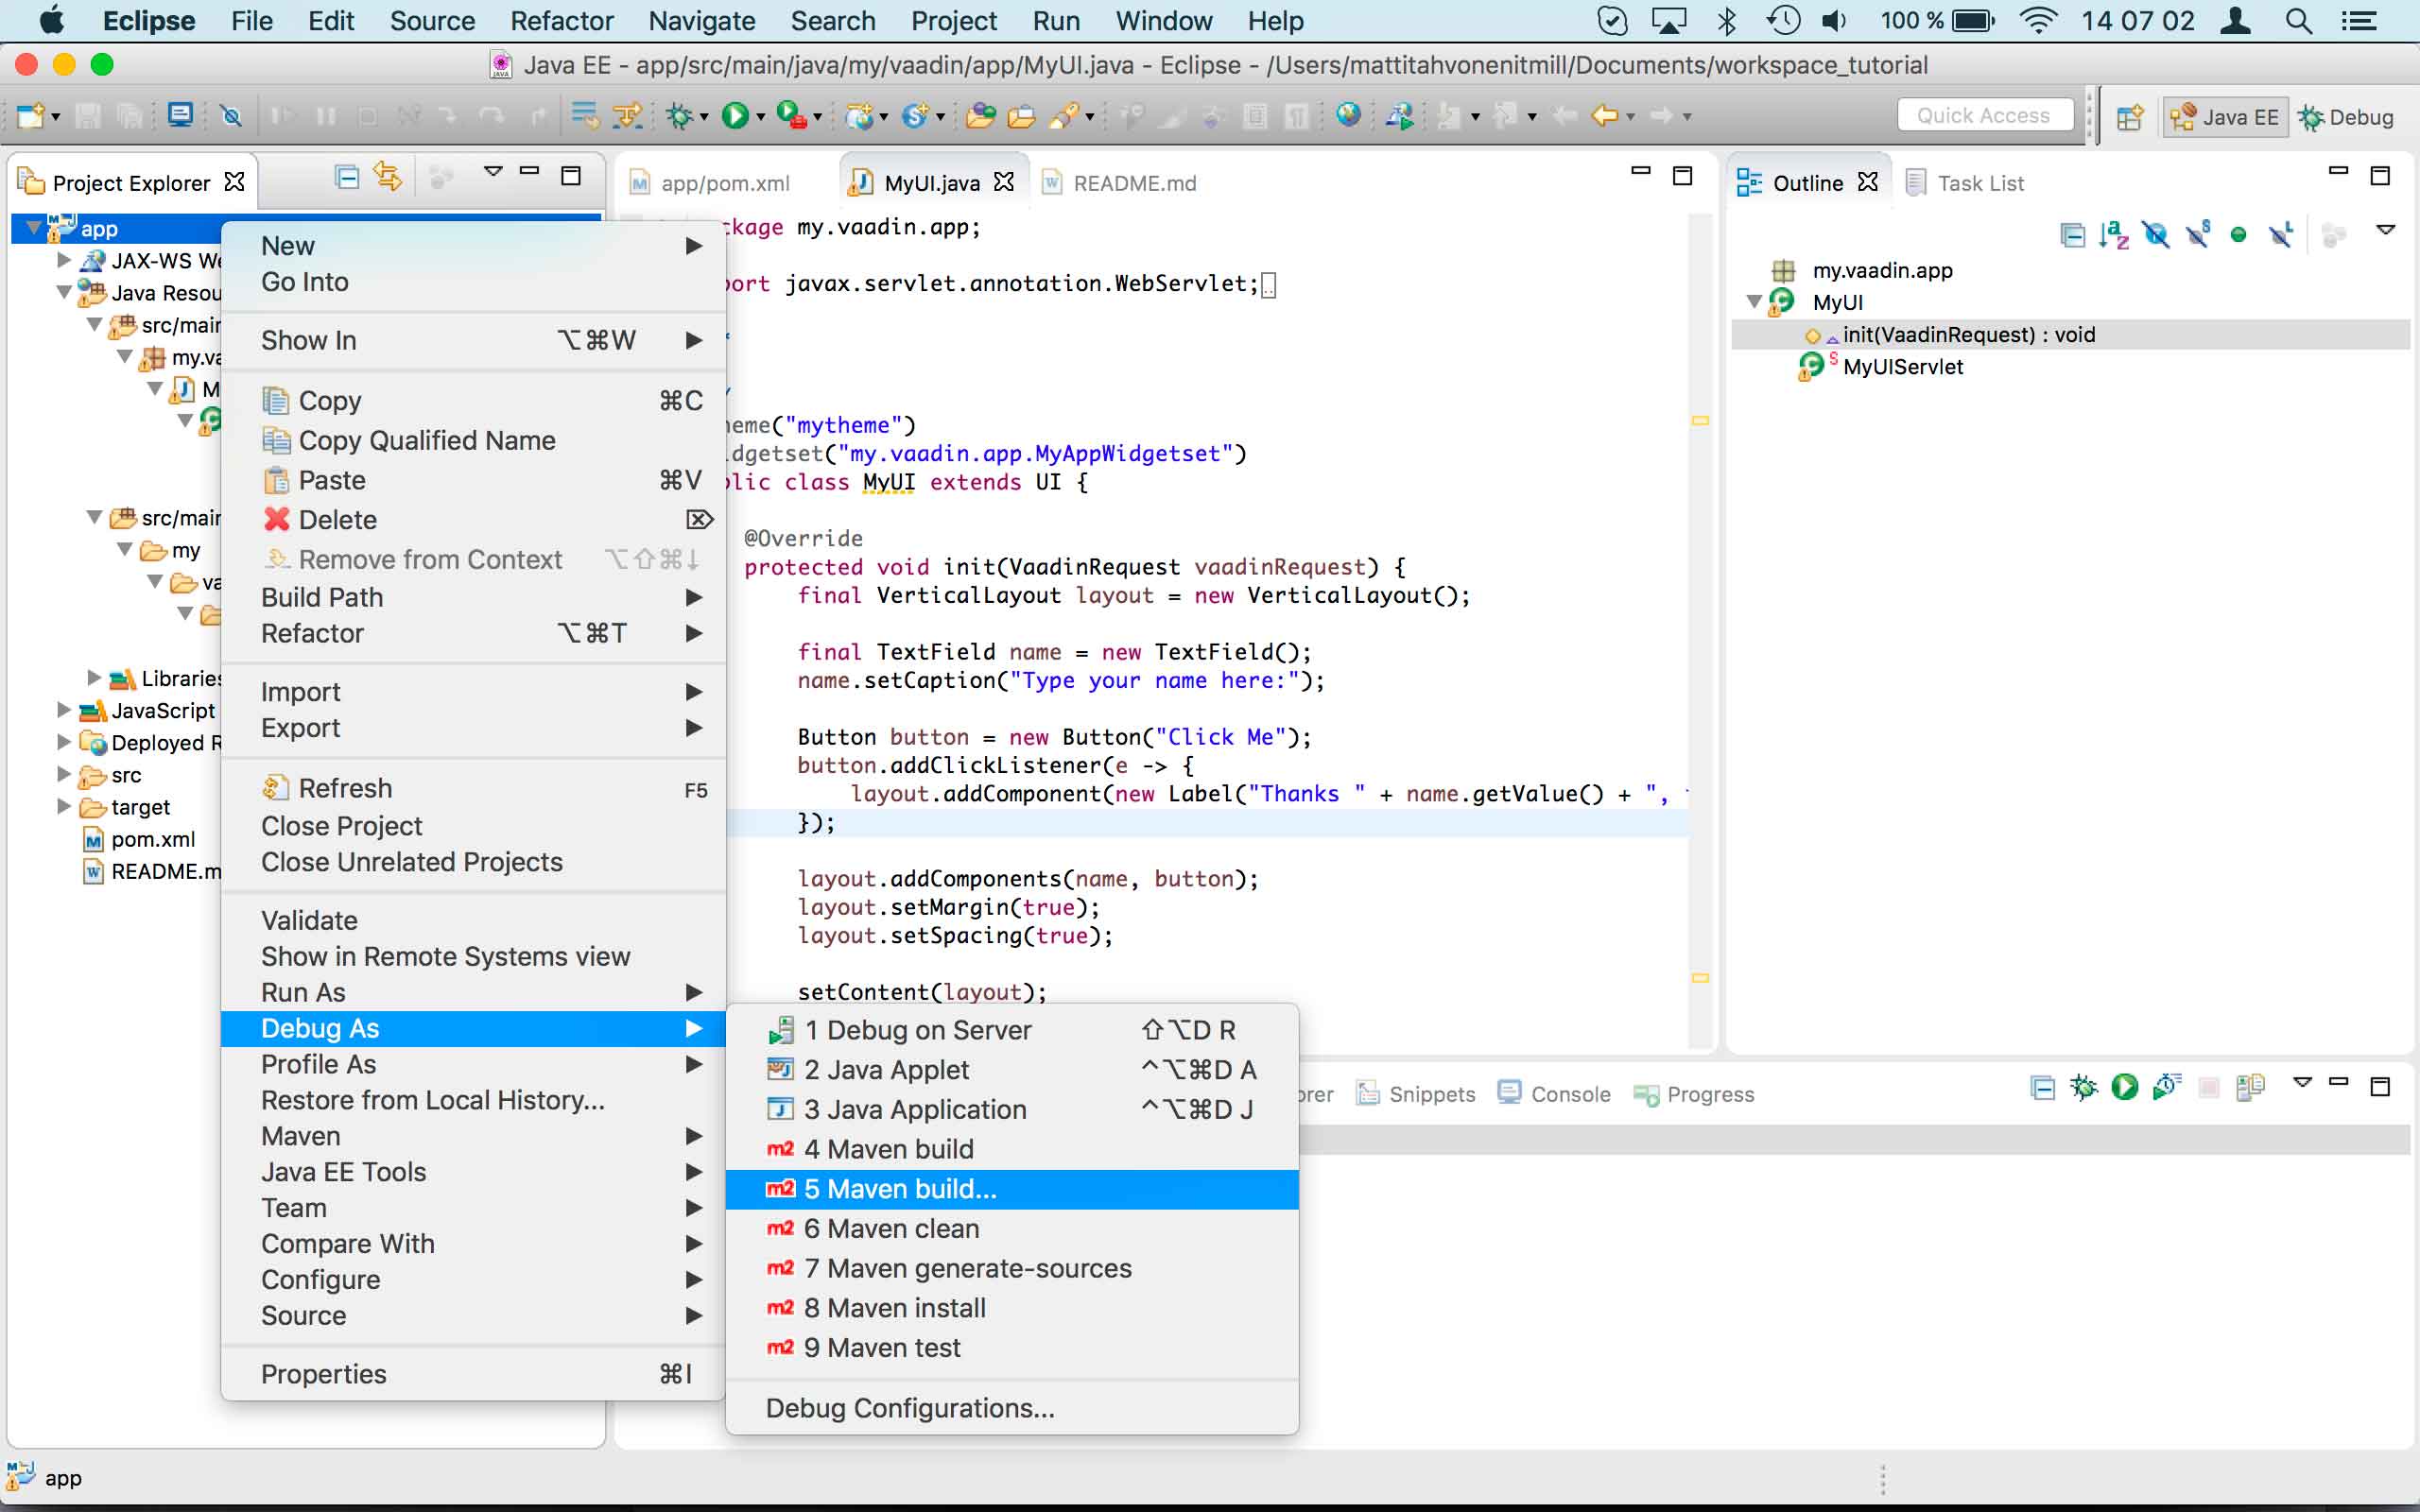 Eclipse File Edit Source Refactor Navigate Search Project Run Window Help 100 % 14 07 02
Java EE - app/src/main/java/my/vaadin/app/MyUI.java - Eclipse - /Users/mattitahvonenitmill/Documents/workspace_tutorial
Quick Access Java EE Debug
Project Explorer
app
JAX-WS We
Java Resou
src/mair
my.va
M
src/mair
my
va
Libraries
JavaScript
Deployed R
src
target
pom.xml
README.m
New
Go Into
Show In ⌥⌘W
Copy ⌘C
Copy Qualified Name
Paste ⌘V
Delete ⌦
Remove from Context ⌥⇧⌘↓
Build Path
Refactor ⌥⌘T
Import
Export
Refresh F5
Close Project
Close Unrelated Projects
Validate
Show in Remote Systems view
Run As
Debug As
Profile As
Restore from Local History...
Maven
Java EE Tools
Team
Compare With
Configure
Source
Properties ⌘I
1 Debug on Server ⇧⌥D R
2 Java Applet ^⌥⌘D A
3 Java Application ^⌥⌘D J
m2 4 Maven build
m2 5 Maven build...
m2 6 Maven clean
m2 7 Maven generate-sources
m2 8 Maven install
m2 9 Maven test
Debug Configurations...
app/pom.xml MyUI.java README.md
ckage my.vaadin.app;
port javax.servlet.annotation.WebServlet;
eme("mytheme")
dgetset("my.vaadin.app.MyAppWidgetset")
lic class MyUI extends UI {
@Override
protected void init(VaadinRequest vaadinRequest) {
final VerticalLayout layout = new VerticalLayout();
final TextField name = new TextField();
name.setCaption("Type your name here:");
Button button = new Button("Click Me");
button.addClickListener(e -> {
layout.addComponent(new Label("Thanks " + name.getValue() + ",
});
layout.addComponents(name, button);
layout.setMargin(true);
layout.setSpacing(true);
setContent(layout);
Outline Task List
my.vaadin.app
MyUI
init(VaadinRequest) : void
MyUIServlet
orer Snippets Console Progress
app